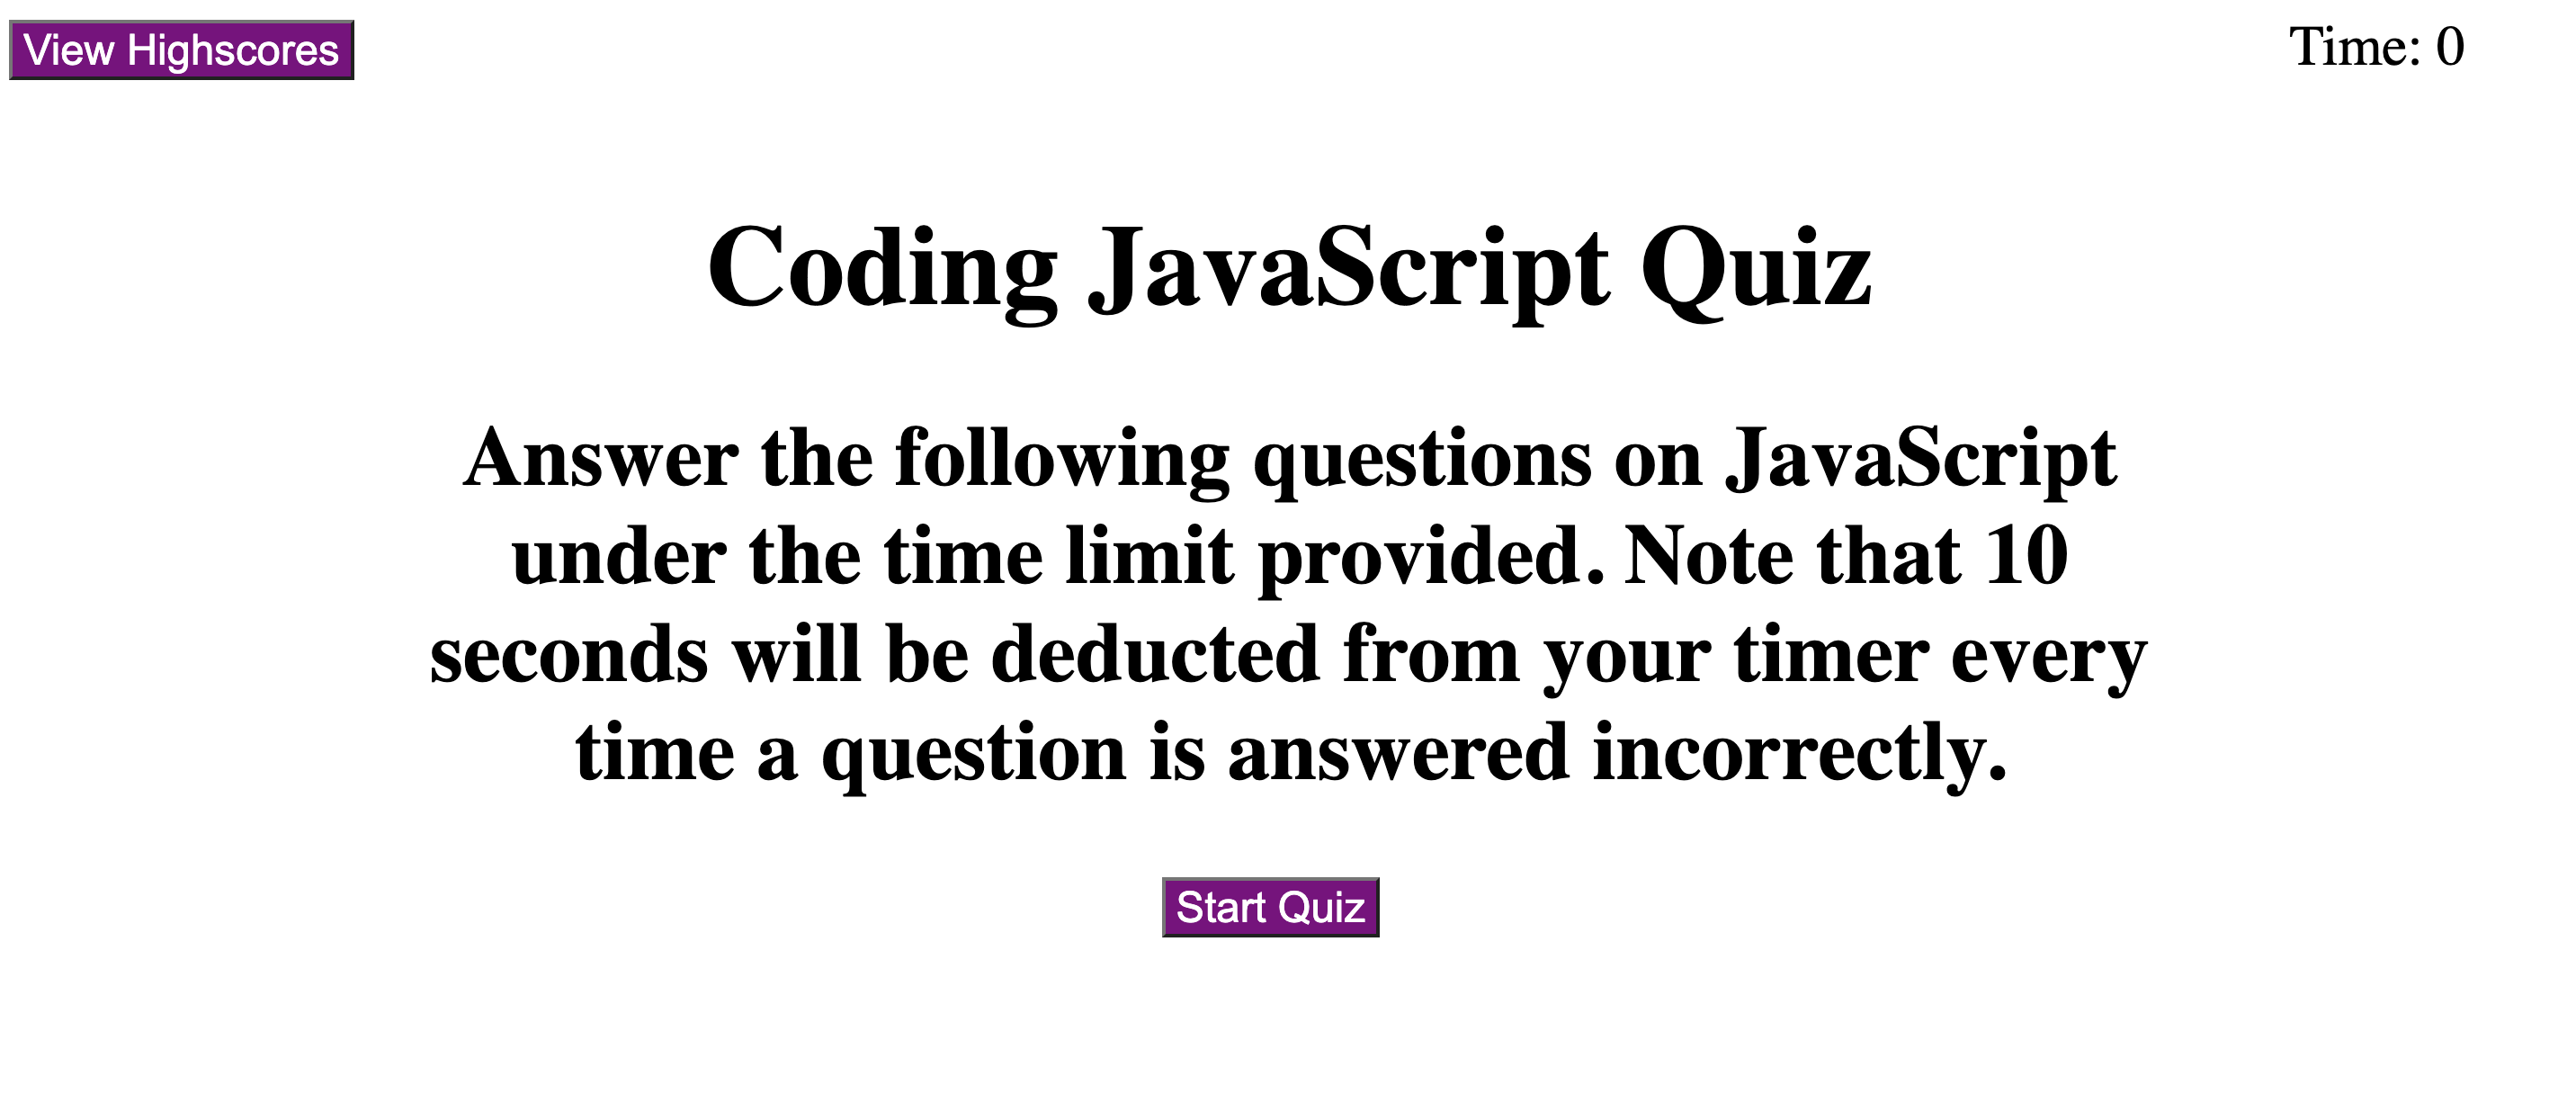 View Highscores
Time: 0
Coding JavaScript Quiz
Answer the following questions on JavaScript
under the time limit provided. Note that 10
seconds will be deducted from your timer every
time a question is answered incorrectly.
Start Quiz